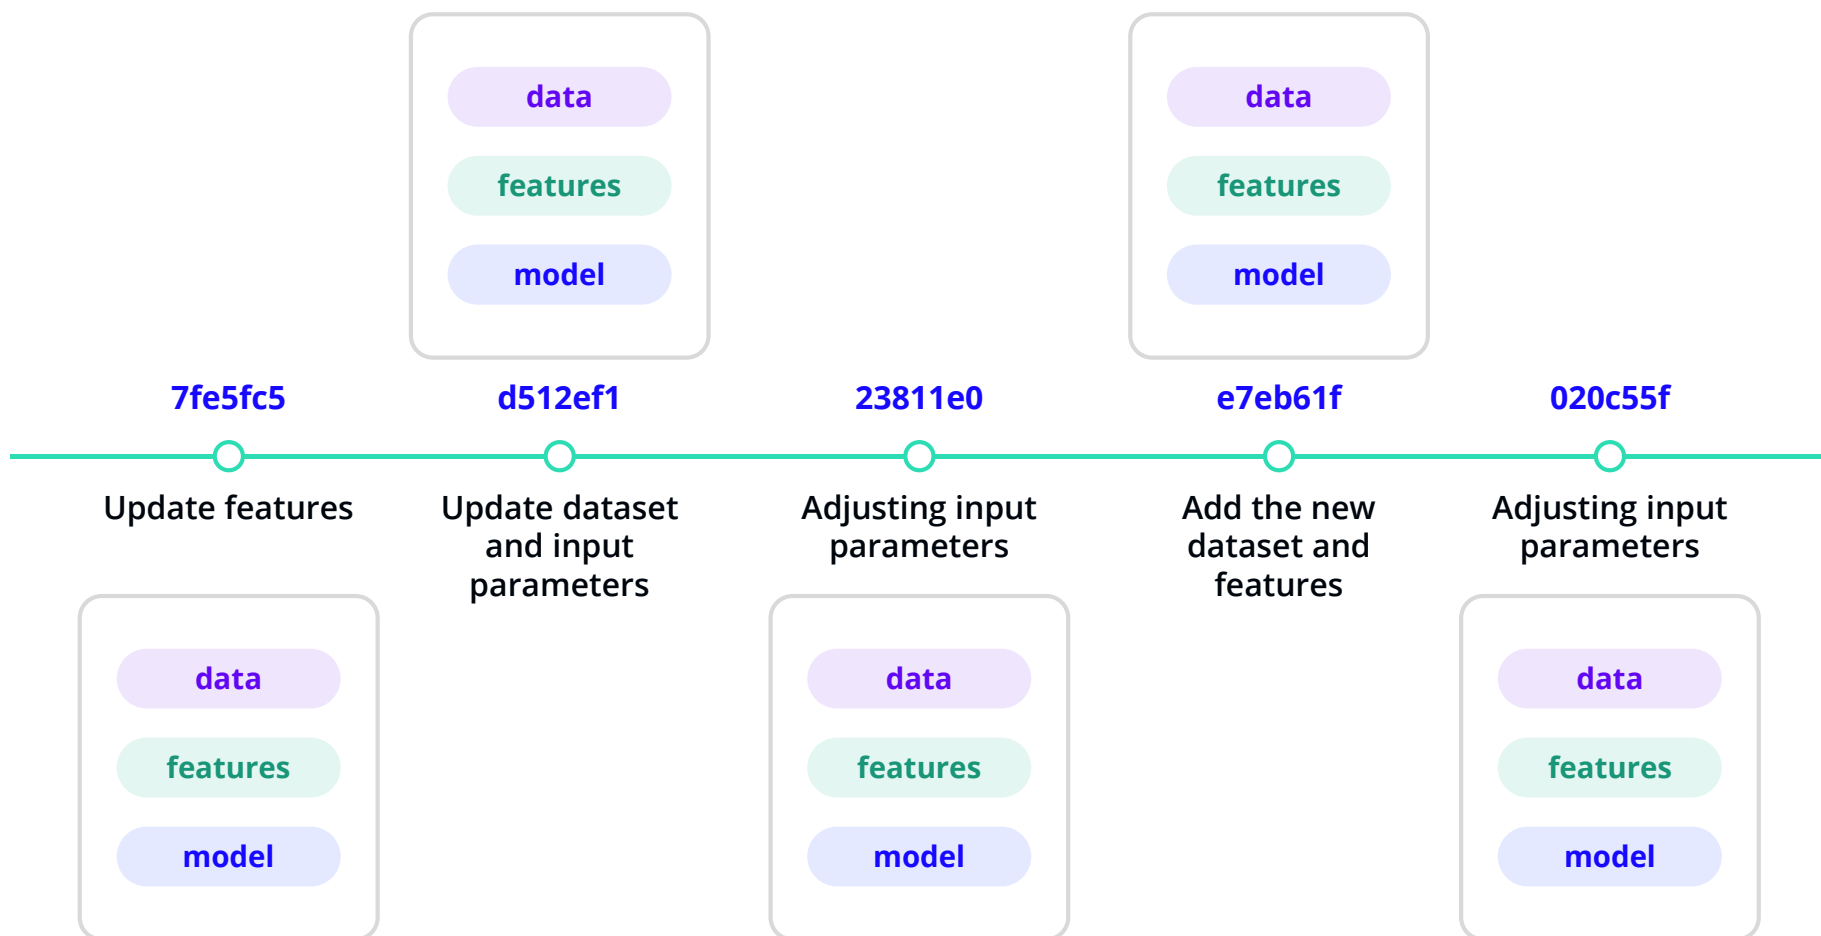 data
features
model
data
features
model
7fe5fc5
d512ef1
23811e0
e7eb61f
020c55f
Update features
Update dataset
and input
parameters
Adjusting input
parameters
Add the new
dataset and
features
Adjusting input
parameters
data
features
model
data
features
model
data
features
model